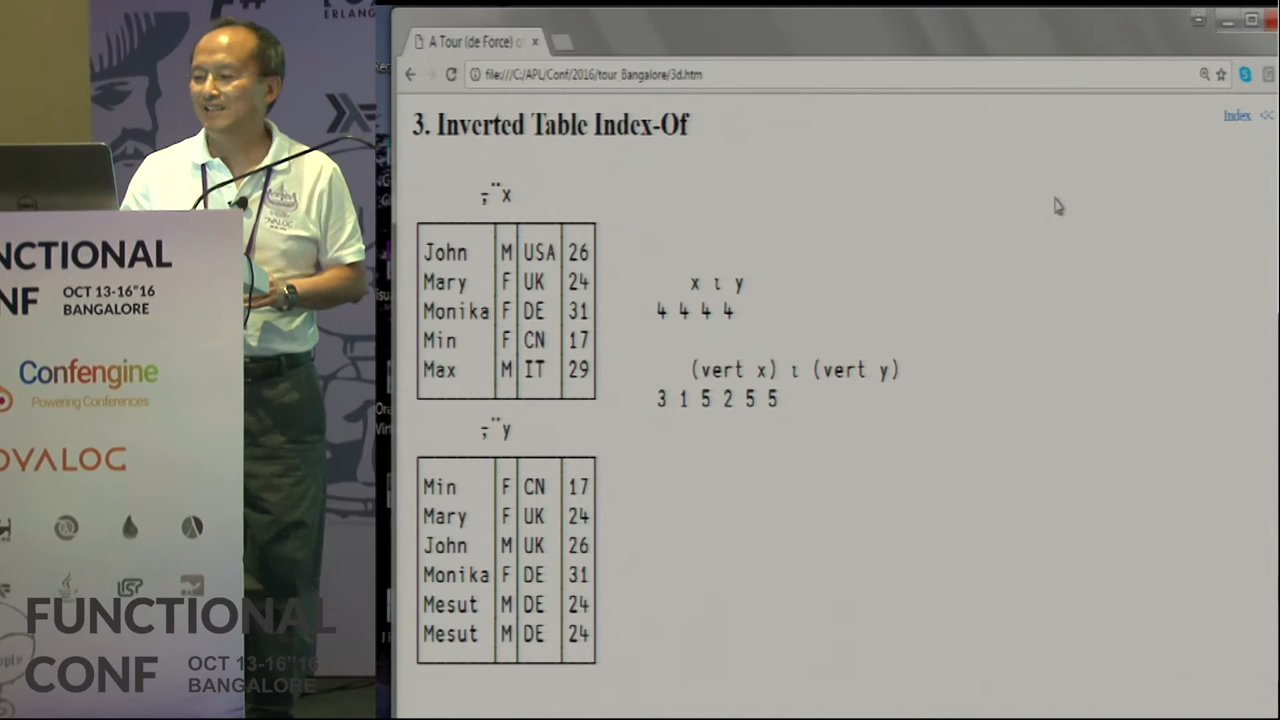 ERLANG
NCTIONAL
NF OCT 13-16"16
BANGALORE
Confengine
Powering Conferences
OVALOG
FUNCTIONAL
CONF OCT 13-16"16
BANGALORE
A Tour (de Force) o
file:///C:/APL/Conf/2016/tour Bangalore/3d.htm
3. Inverted Table Index-Of
Index <<
⍪¨x
John M USA 26
Mary F UK 24
Monika F DE 31
Min F CN 17
Max M IT 29
x ⍳ y
4 4 4 4
(vert x) ⍳ (vert y)
3 1 5 2 5 5
⍪¨y
Min F CN 17
Mary F UK 24
John M UK 26
Monika F DE 31
Mesut M DE 24
Mesut M DE 24